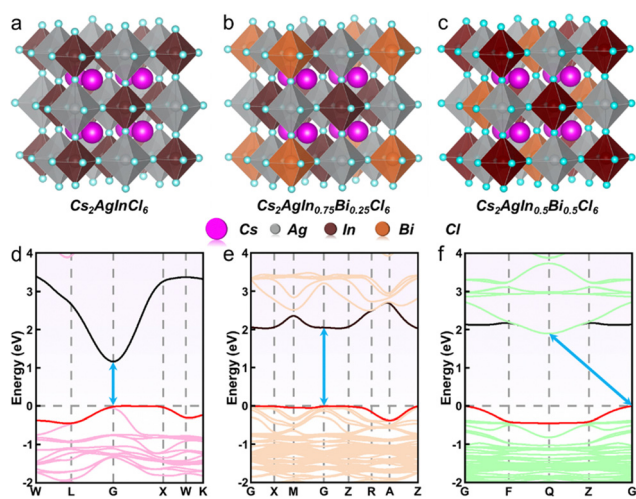 a b c
Cs2AgInCl6 Cs2AgIn0.75Bi0.25Cl6 Cs2AgIn0.5Bi0.5Cl6
Cs Ag In Bi Cl
d e f
Energy (eV)
4
3
2
1
0
-1
-2
W L G X W K
Energy (eV)
4
3
2
1
0
-1
-2
G X M G Z R A Z
Energy (eV)
4
3
2
1
0
-1
-2
G F Q Z G